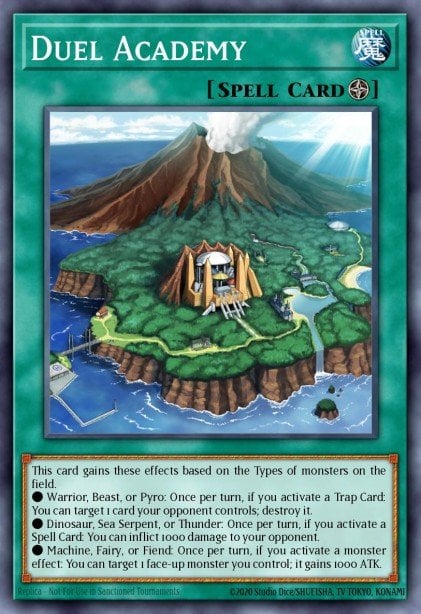 DUEL ACADEMY
SPELL
魔
[SPELL CARD]
This card gains these effects based on the Types of monsters on the
field.
● Warrior, Beast, or Pyro: Once per turn, if you activate a Trap Card:
You can target 1 card your opponent controls; destroy it.
● Dinosaur, Sea Serpent, or Thunder: Once per turn, if you activate a
Spell Card: You can inflict 1000 damage to your opponent.
● Machine, Fairy, or Fiend: Once per turn, if you activate a monster
effect: You can target 1 face-up monster you control; it gains 1000 ATK.
Replica - Not For Use in Sanctioned Tournaments
©2020 Studio Dice/SHUEISHA, TV TOKYO, KONAMI